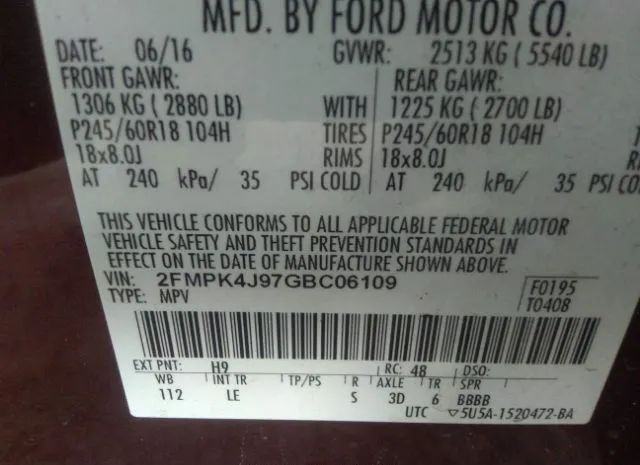 MFD. BY FORD MOTOR CO.
DATE: 06/16 GVWR: 2513 KG ( 5540 LB)
FRONT GAWR: REAR GAWR:
1306 KG ( 2880 LB) WITH 1225 KG ( 2700 LB)
P245/60R18 104H TIRES P245/60R18 104H
18x8.0J RIMS 18x8.0J
AT 240 kPa/ 35 PSI COLD AT 240 kPa/ 35 PSI COL
THIS VEHICLE CONFORMS TO ALL APPLICABLE FEDERAL MOTOR
VEHICLE SAFETY AND THEFT PREVENTION STANDARDS IN
EFFECT ON THE DATE OF MANUFACTURE SHOWN ABOVE.
VIN: 2FMPK4J97GBC06109 F0195
TYPE: MPV T0408
EXT PNT: H9 RC: 48 DSO:
WB INT TR TP/PS R AXLE TR SPR
112 LE S 3D 6 BBBB
UTC ▽5U5A-1520472-BA